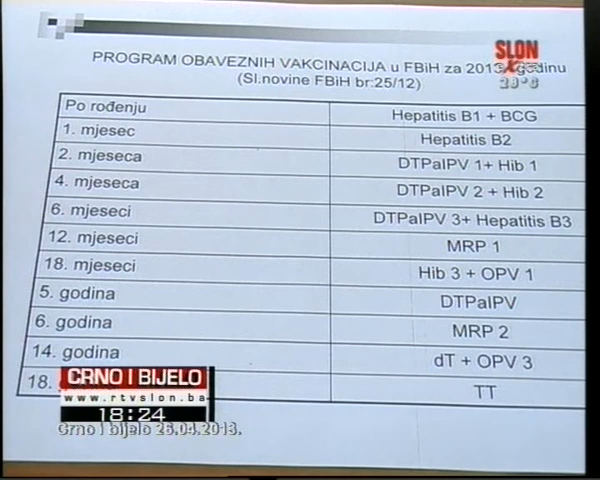 PROGRAM OBAVEZNIH VAKCINACIJA u FBiH za 2013. godinu
(Sl.novine FBiH br:25/12)
SLON
28°C
Po rođenju Hepatitis B1 + BCG
1. mjesec Hepatitis B2
2. mjeseca DTPaIPV 1+ Hib 1
4. mjeseca DTPaIPV 2 + Hib 2
6. mjeseci DTPaIPV 3+ Hepatitis B3
12. mjeseci MRP 1
18. mjeseci Hib 3 + OPV 1
5. godina DTPaIPV
6. godina MRP 2
14. godina dT + OPV 3
18. TT
CRNO I BIJELO
www.rtvslon.ba
18:24
Crno i bijelo 26.04.2013.